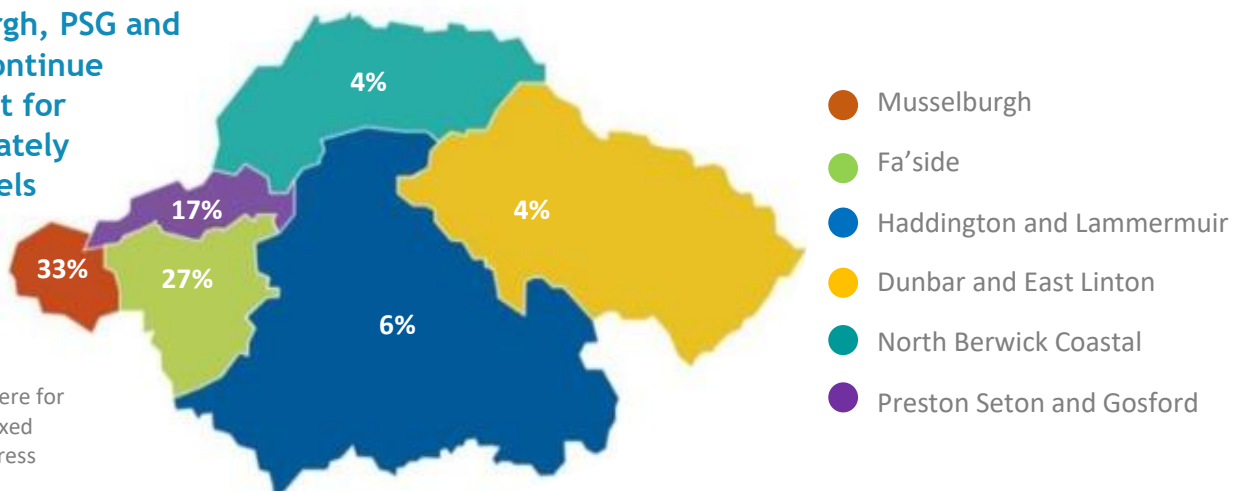 rgh, PSG and
ontinue
t for
ately
els
4%
17%
4%
33%
27%
6%
ere for
xed
ress
Musselburgh
Fa’side
Haddington and Lammermuir
Dunbar and East Linton
North Berwick Coastal
Preston Seton and Gosford